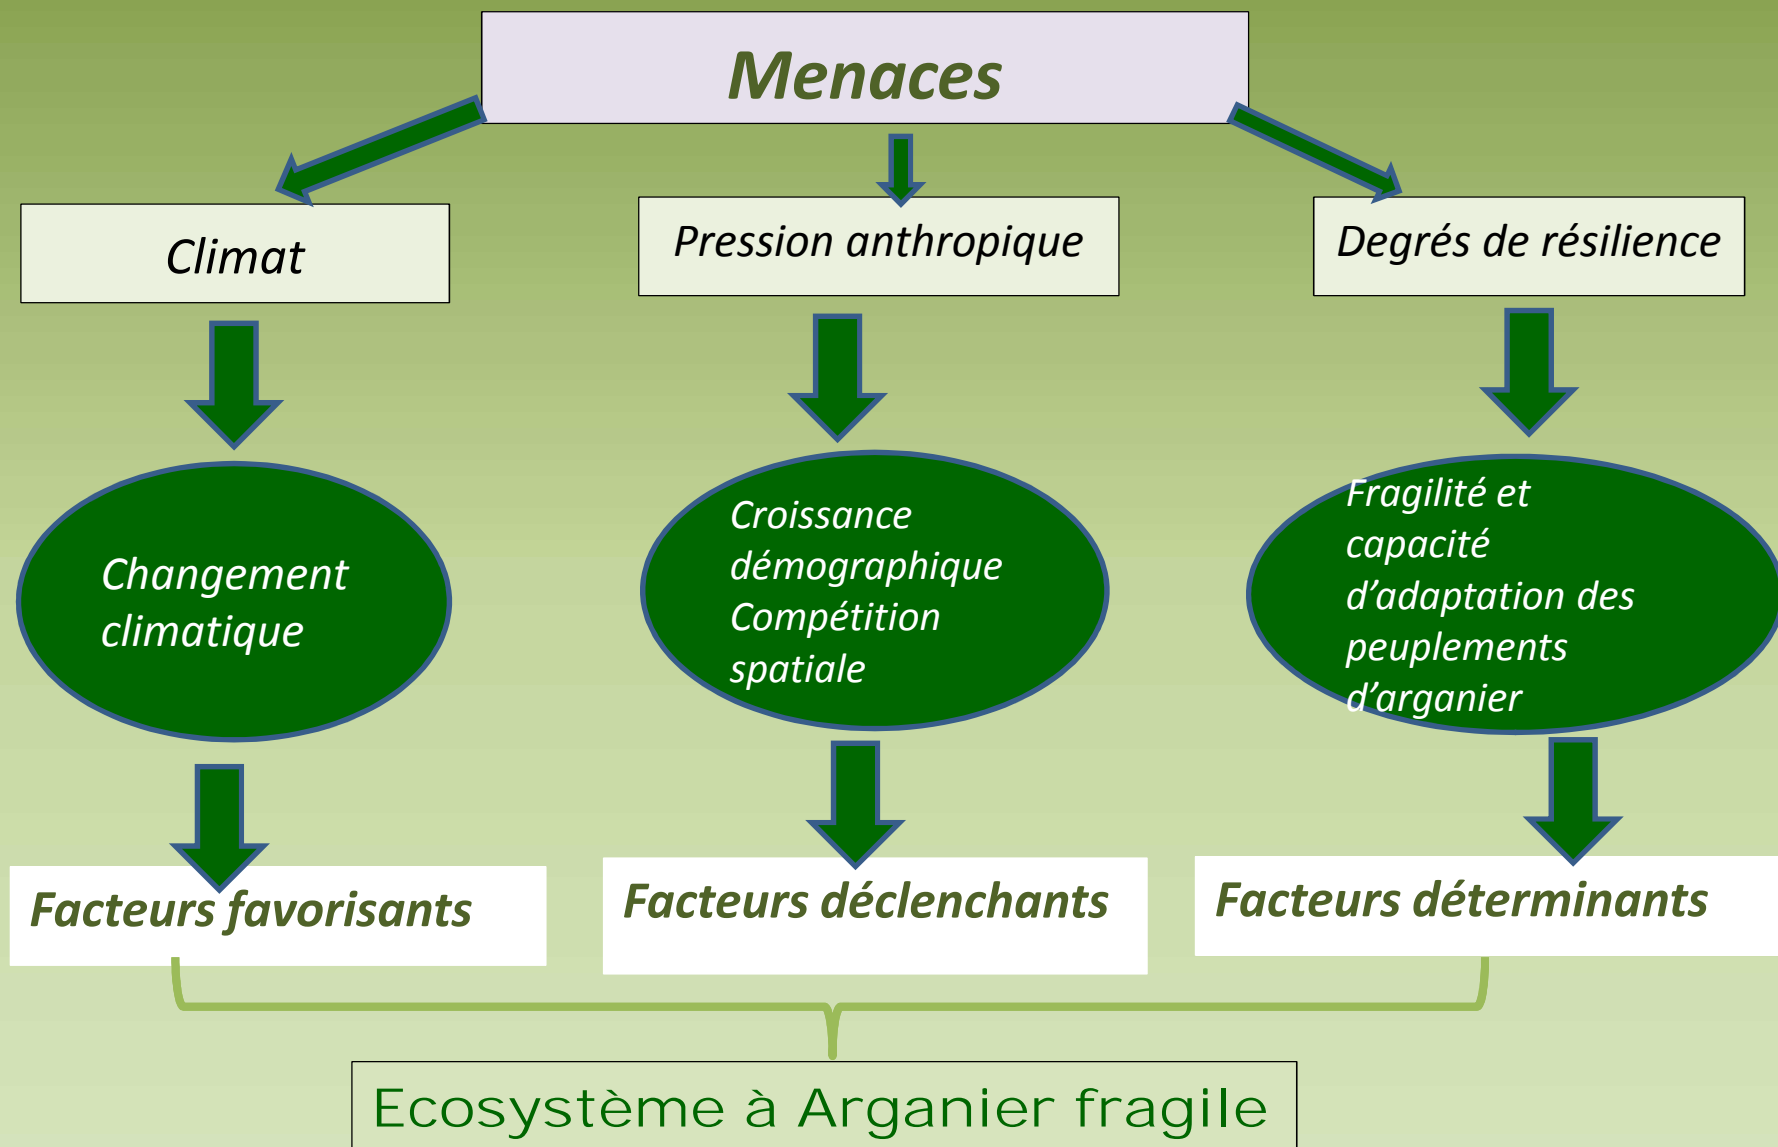 Menaces
Climat
Pression anthropique
Degrés de résilience
Changement
climatique
Croissance
démographique
Compétition
spatiale
Fragilité et
capacité
d’adaptation des
peuplements
d’arganier
Facteurs favorisants
Facteurs déclenchants
Facteurs déterminants
Ecosystème à Arganier fragile